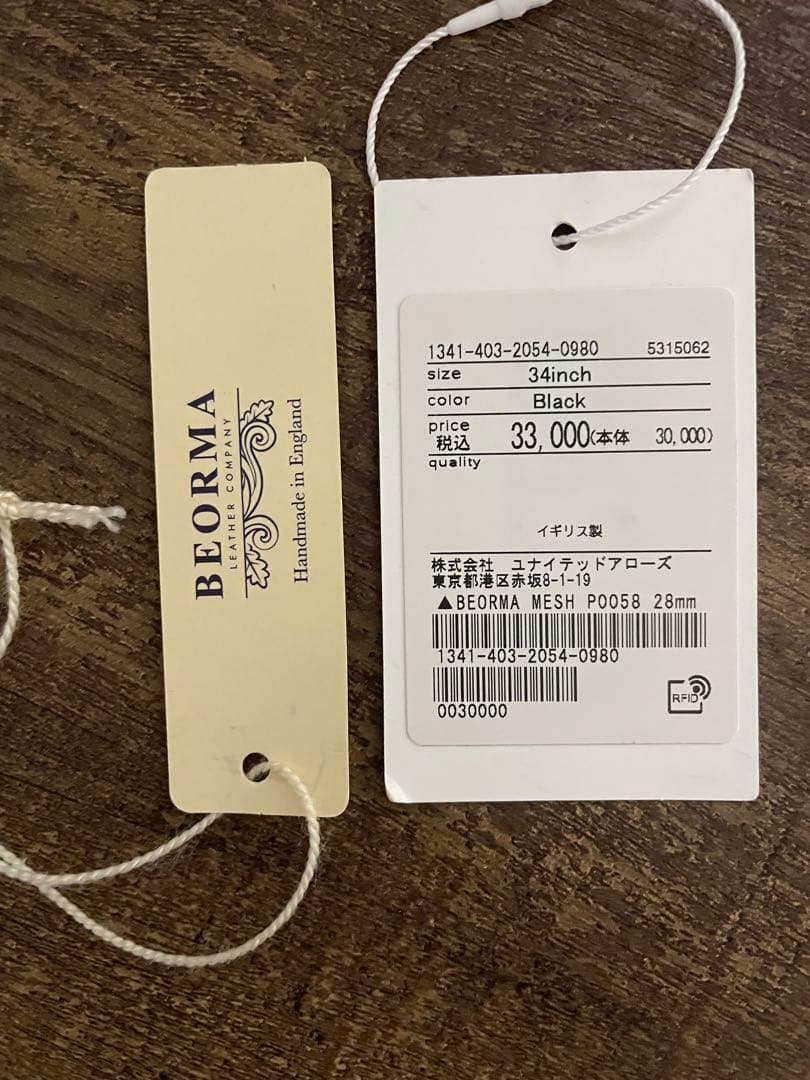 BEORMA
LEATHER COMPANY
Handmade in England
1341-403-2054-0980 5315062
size 34inch
color Black
price
税込 33,000(本体 30,000)
quality
イギリス製
株式会社 ユナイテッドアローズ
東京都港区赤坂8-1-19
▲BEORMA MESH P0058 28mm
1341-403-2054-0980
0030000
RFID